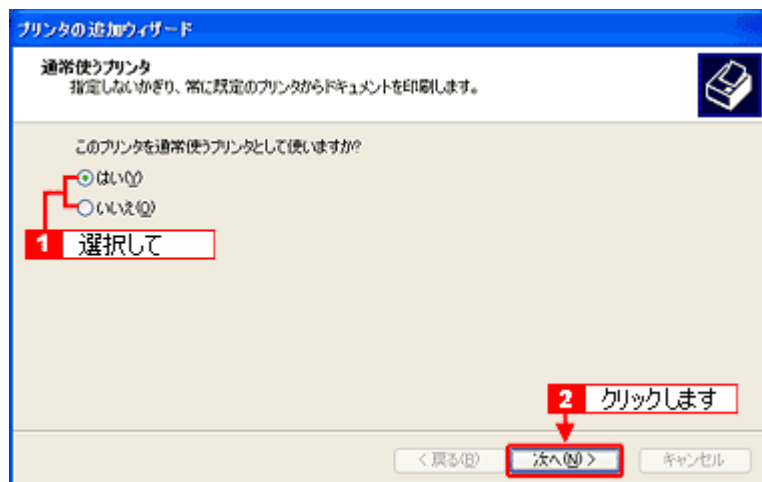 プリンタの追加ウィザード
通常使うプリンタ
指定しないかぎり、常に既定のプリンタからドキュメントを印刷します。
このプリンタを通常使うプリンタとして使いますか?
はい(Y)
いいえ(O)
1 選択して
2 クリックします
< 戻る(B)
次へ(N) >
キャンセル